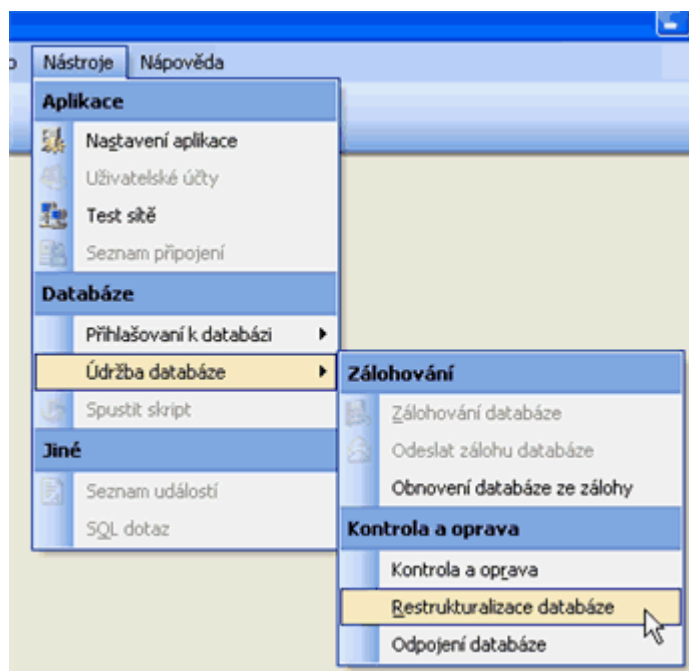 Nástroje Nápověda
Aplikace
Nastavení aplikace
Uživatelské účty
Test sítě
Seznam připojení
Databáze
Přihlašovaní k databázi
Údržba databáze
Spustit skript
Jiné
Seznam událostí
SQL dotaz
Zálohování
Zálohování databáze
Odeslat zálohu databáze
Obnovení databáze ze zálohy
Kontrola a oprava
Kontrola a oprava
Restrukturalizace databáze
Odpojení databáze